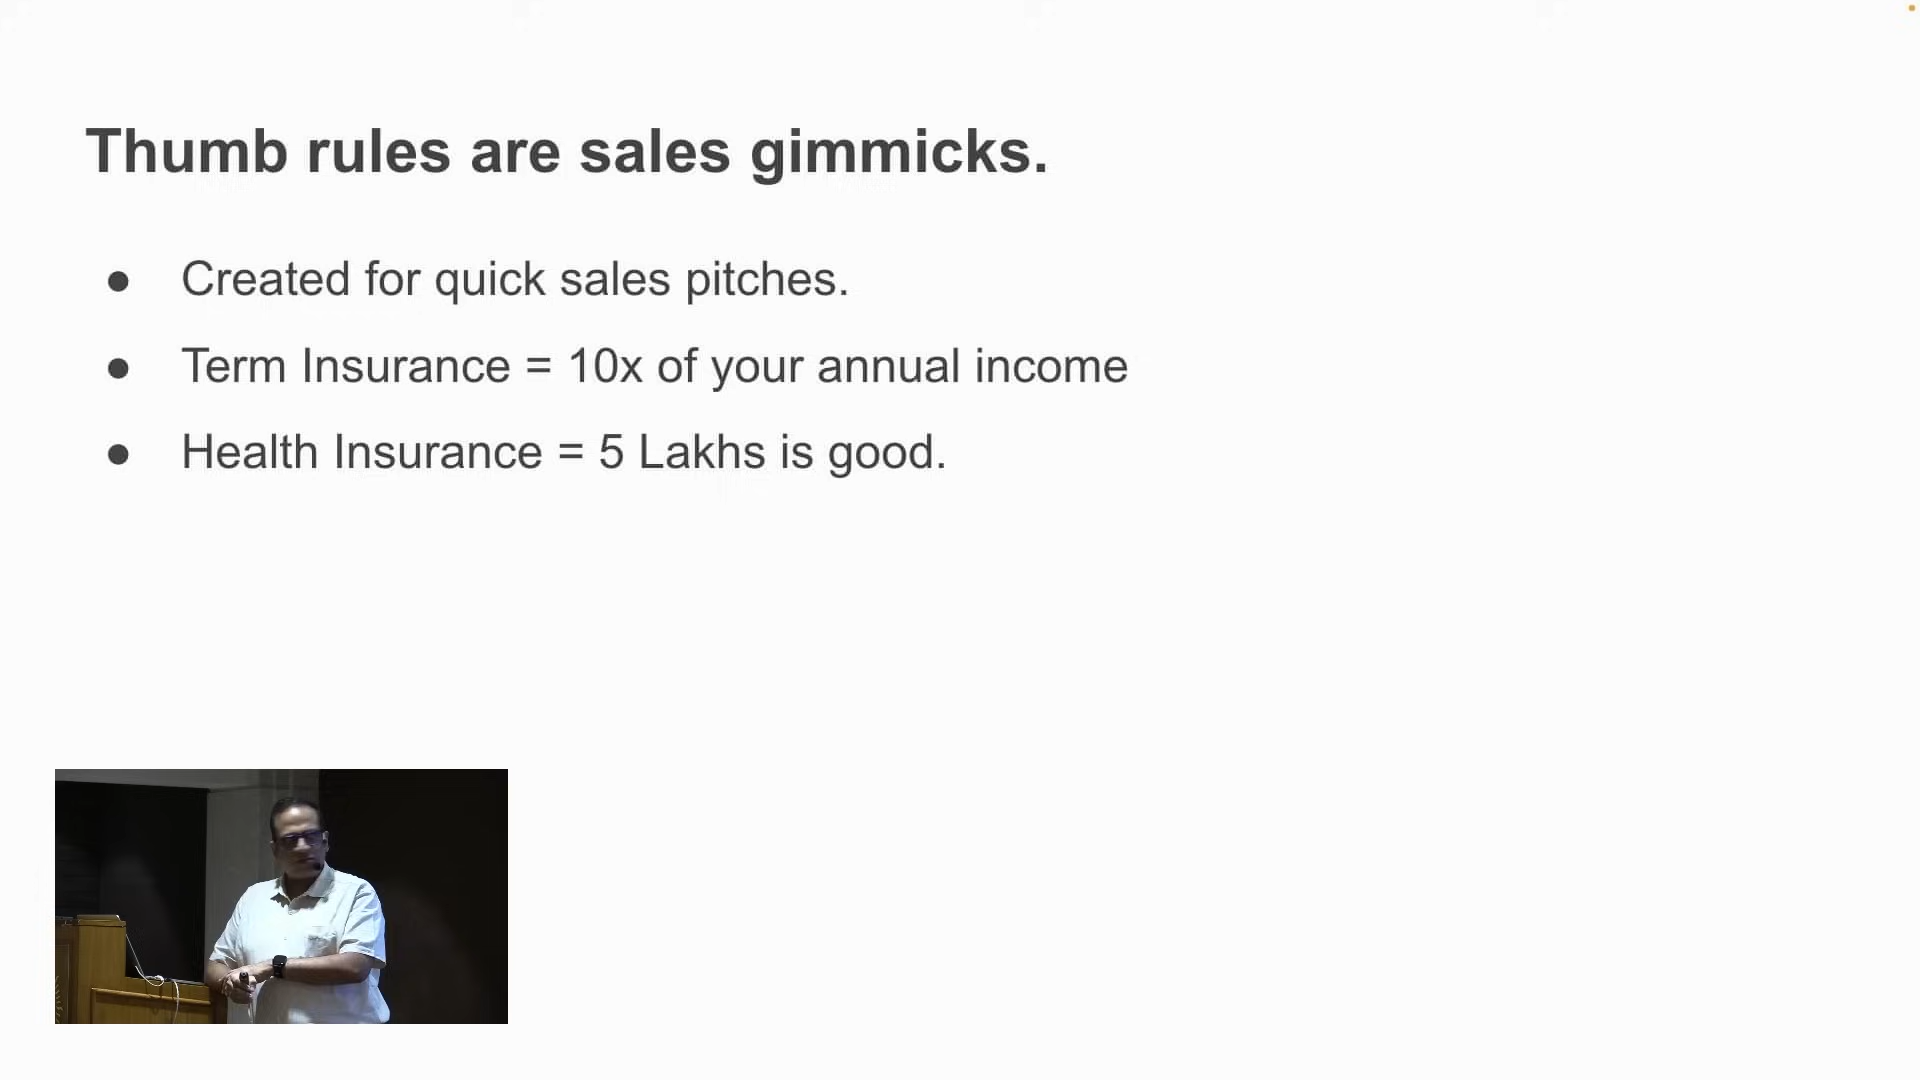 Thumb rules are sales gimmicks.
● Created for quick sales pitches.
● Term Insurance = 10x of your annual income
● Health Insurance = 5 Lakhs is good.